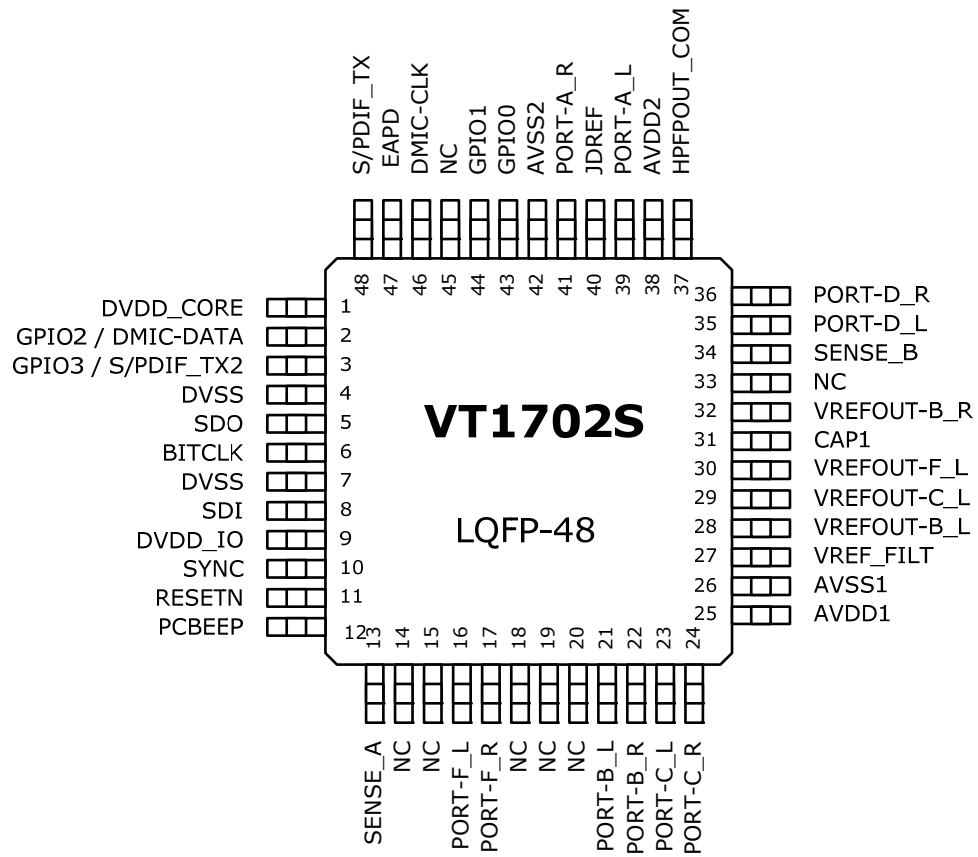 S/PDIF_TX
EAPD
DMIC-CLK
NC
GPIO1
GPIO0
AVSS2
PORT-A_R
JDREF
PORT-A_L
AVDD2
HPFPOUT_COM
48
47
46
45
44
43
42
41
40
39
38
37
DVDD_CORE 1
GPIO2 / DMIC-DATA 2
GPIO3 / S/PDIF_TX2 3
DVSS 4
SDO 5
BITCLK 6
DVSS 7
SDI 8
DVDD_IO 9
SYNC 10
RESETN 11
PCBEEP 12
VT1702S
LQFP-48
36 PORT-D_R
35 PORT-D_L
34 SENSE_B
33 NC
32 VREFOUT-B_R
31 CAP1
30 VREFOUT-F_L
29 VREFOUT-C_L
28 VREFOUT-B_L
27 VREF_FILT
26 AVSS1
25 AVDD1
13
14
15
16
17
18
19
20
21
22
23
24
SENSE_A
NC
NC
PORT-F_L
PORT-F_R
NC
NC
NC
PORT-B_L
PORT-B_R
PORT-C_L
PORT-C_R